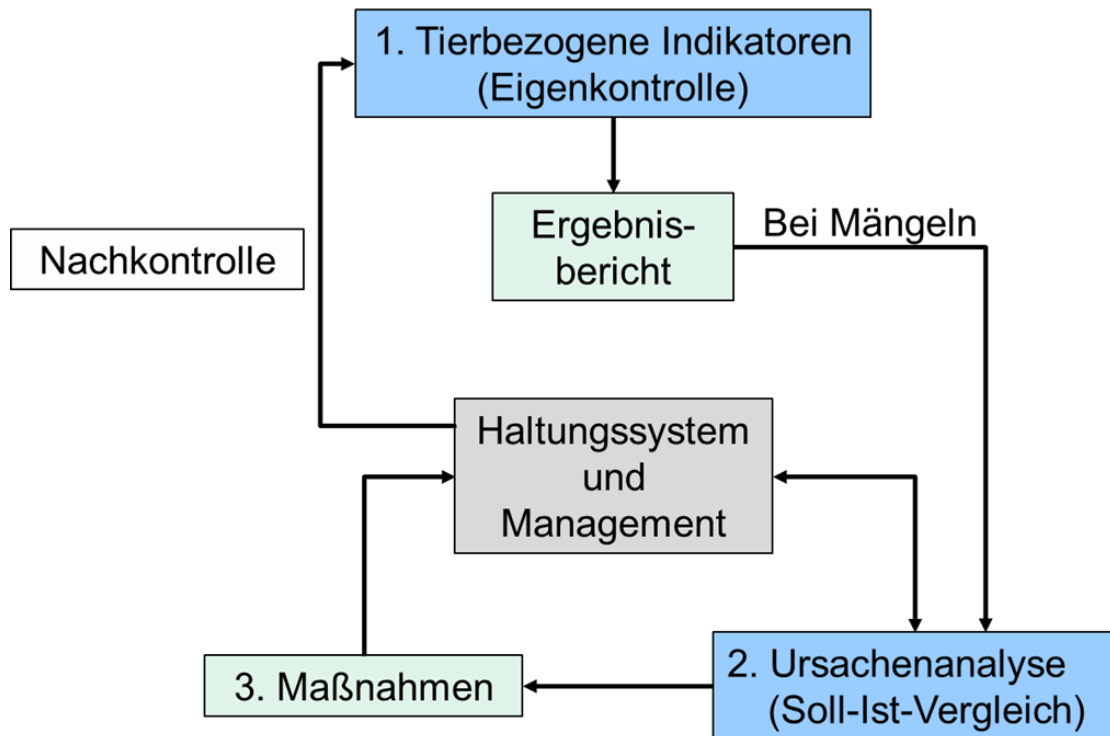 1. Tierbezogene Indikatoren
(Eigenkontrolle)
Ergebnis-
bericht
Bei Mängeln
Nachkontrolle
Haltungssystem
und
Management
2. Ursachenanalyse
(Soll-Ist-Vergleich)
3. Maßnahmen